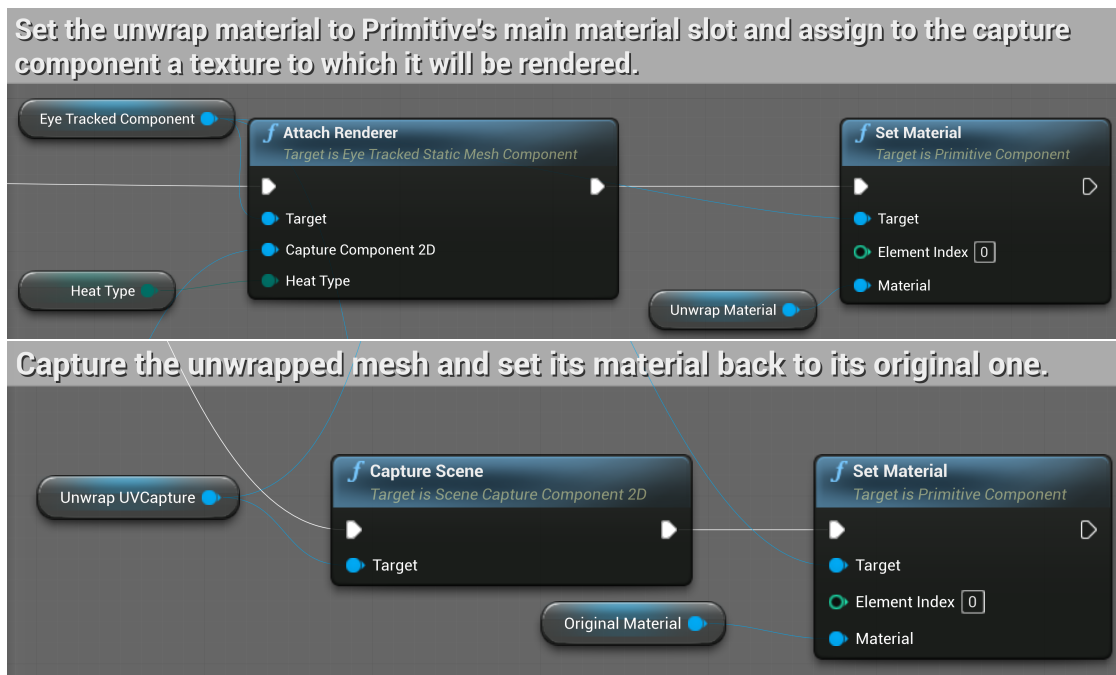 Set the unwrap material to Primitive's main material slot and assign to the capture
component a texture to which it will be rendered.
Eye Tracked Component
f Attach Renderer
Target is Eye Tracked Static Mesh Component
Target
Capture Component 2D
Heat Type
Heat Type
f Set Material
Target is Primitive Component
Target
Element Index 0
Material
Unwrap Material
Capture the unwrapped mesh and set its material back to its original one.
Unwrap UVCapture
f Capture Scene
Target is Scene Capture Component 2D
Target
f Set Material
Target is Primitive Component
Target
Element Index 0
Material
Original Material